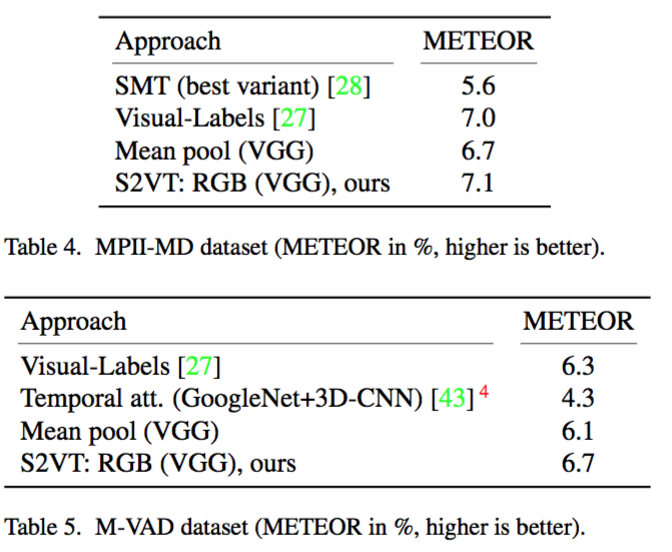 Approach METEOR
SMT (best variant) [28] 5.6
Visual-Labels [27] 7.0
Mean pool (VGG) 6.7
S2VT: RGB (VGG), ours 7.1
Table 4. MPII-MD dataset (METEOR in %, higher is better).
Approach METEOR
Visual-Labels [27] 6.3
Temporal att. (GoogleNet+3D-CNN) [43] 4 4.3
Mean pool (VGG) 6.1
S2VT: RGB (VGG), ours 6.7
Table 5. M-VAD dataset (METEOR in %, higher is better).